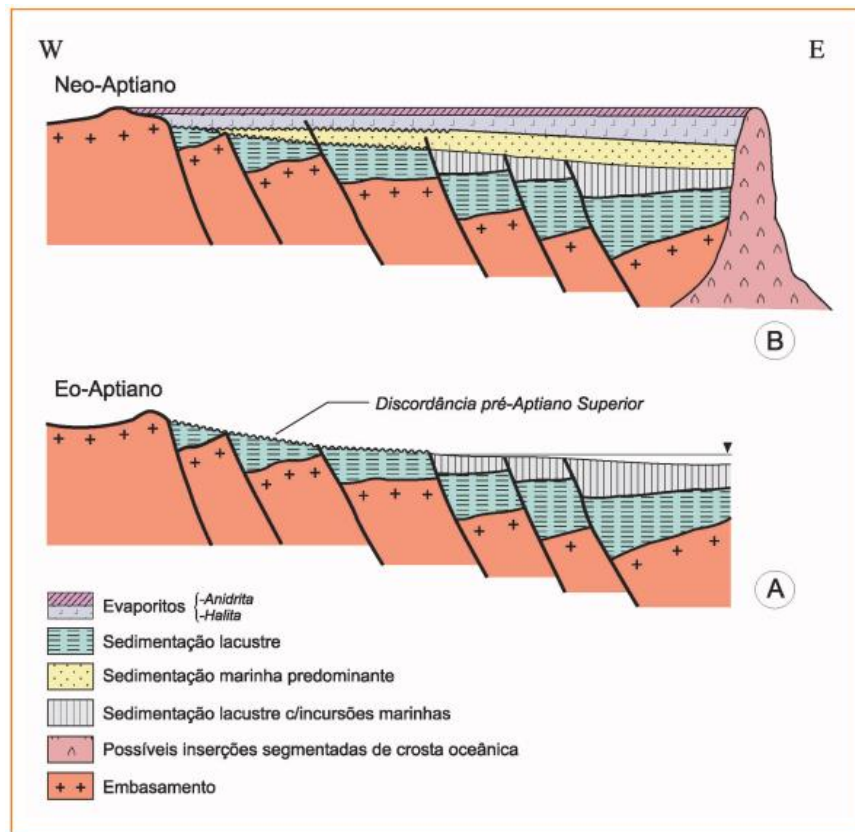 W E
Neo-Aptiano
B
Eo-Aptiano
Discordância pré-Aptiano Superior
A
Evaporitos { -Anidrita
-Halita
Sedimentação lacustre
Sedimentação marinha predominante
Sedimentação lacustre c/incursões marinhas
Possíveis inserções segmentadas de crosta oceânica
Embasamento